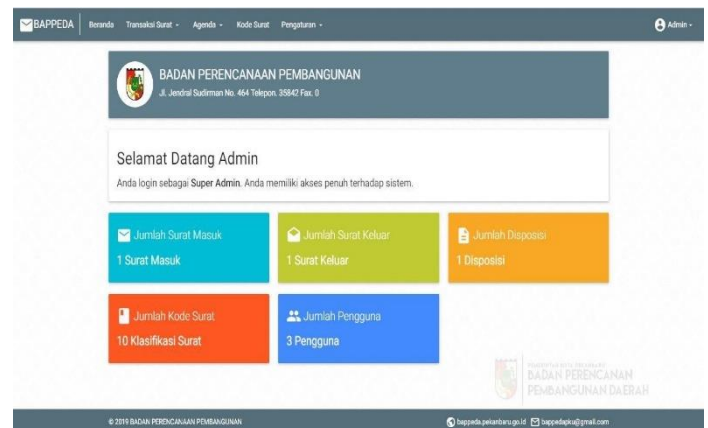 BAPPEDA Beranda Transaksi Surat Agenda Kode Surat Pengaturan Admin
BADAN PERENCANAAN PEMBANGUNAN
Jl. Jendral Sudirman No. 464 Telepon. 35842 Fax. 0
Selamat Datang Admin
Anda login sebagai Super Admin. Anda memiliki akses penuh terhadap sistem.
Jumlah Surat Masuk
1 Surat Masuk
Jumlah Surat Keluar
1 Surat Keluar
Jumlah Disposisi
1 Disposisi
Jumlah Kode Surat
10 Klasifikasi Surat
Jumlah Pengguna
3 Pengguna
BADAN PERENCANAN
PEMBANGUNAN DAERAH
© 2019 BADAN PERENCANAAN PEMBANGUNAN bappeda.pekanbaru.go.id bappedapku@gmail.com